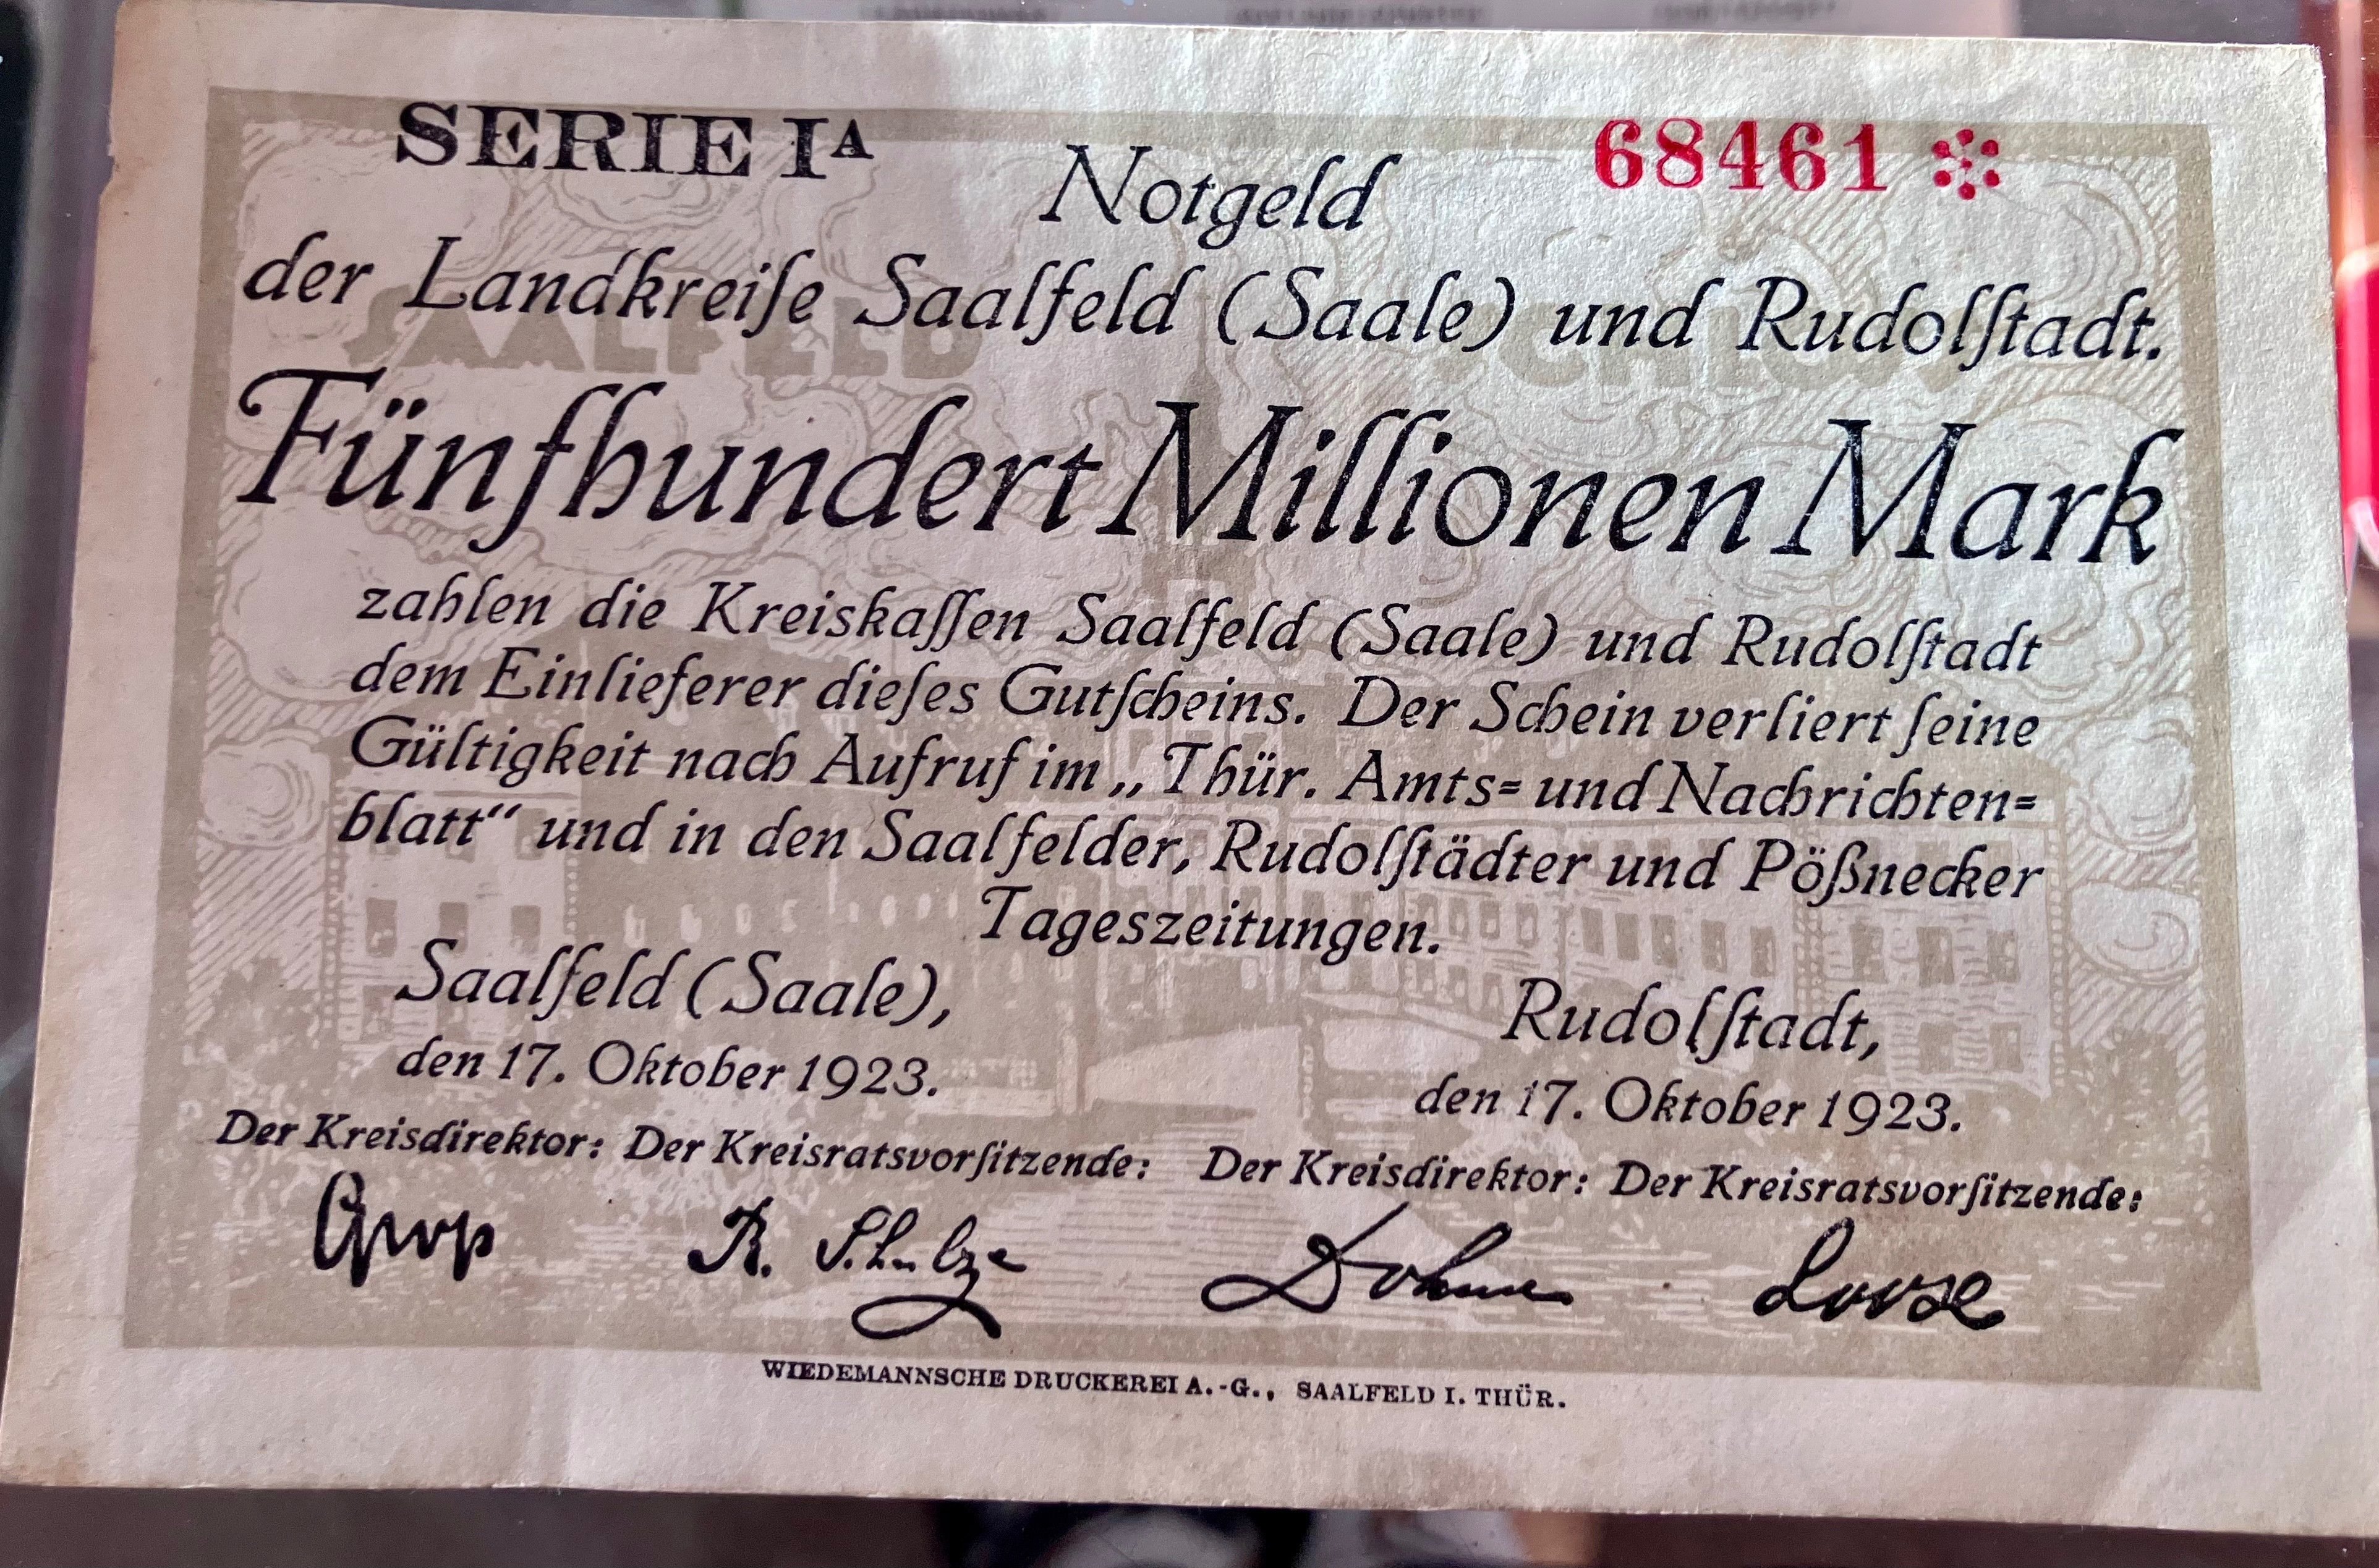 SERIE IA
68461
Notgeld
der Landkreiſe Saalfeld (Saale) und Rudolſtadt.
SAALFELD
Fünfhundert Millionen Mark
zahlen die Kreiskaſſen Saalfeld (Saale) und Rudolſtadt
dem Einlieferer dieſes Gutſcheins. Der Schein verliert ſeine
Gültigkeit nach Aufruf im „Thür. Amts= und Nachrichten=
blatt“ und in den Saalfelder, Rudolſtädter und Pößnecker
Tageszeitungen.
Saalfeld (Saale),
den 17. Oktober 1923.
Rudolſtadt,
den 17. Oktober 1923.
Der Kreisdirektor: Der Kreisratsvorſitzende: Der Kreisdirektor: Der Kreisratsvorſitzende:
R. Schulze Looſe
WIEDEMANNSCHE DRUCKEREI A.-G., SAALFELD I. THÜR.